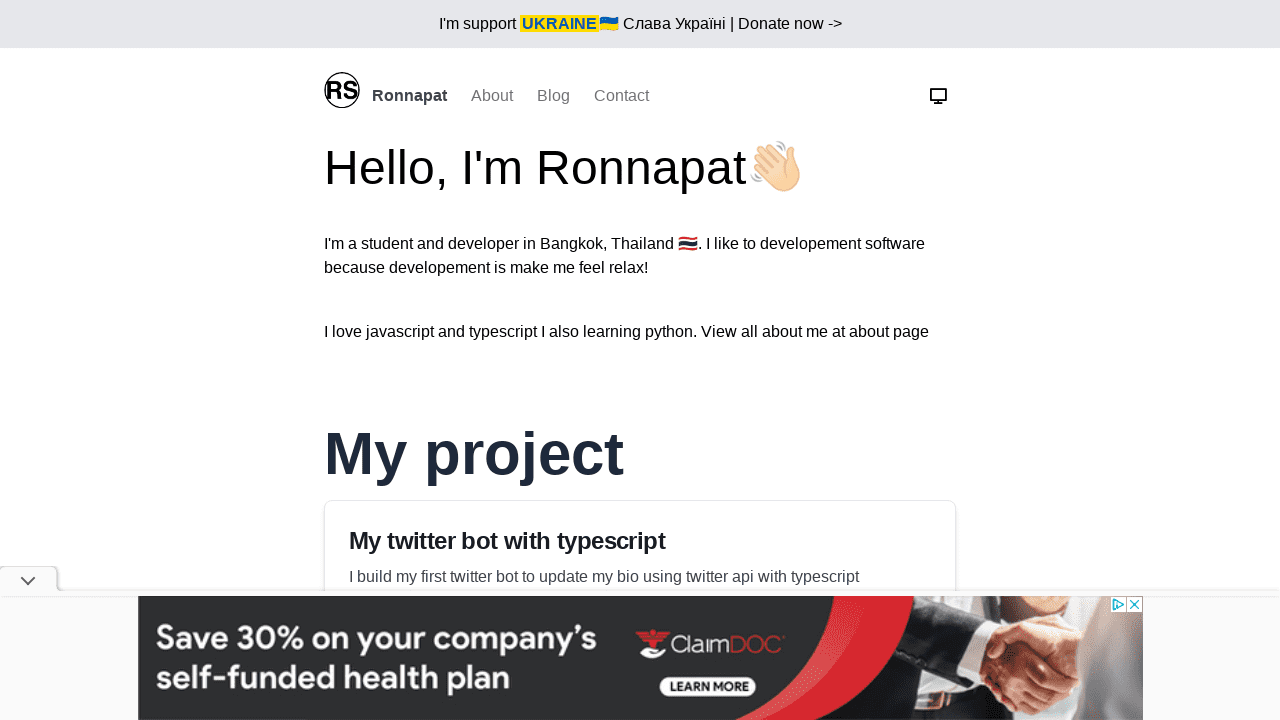 I'm support UKRAINE🇺🇦 Слава Україні | Donate now ->
RS Ronnapat About Blog Contact
Hello, I'm Ronnapat👋🏻
I'm a student and developer in Bangkok, Thailand 🇹🇭. I like to developement software
because developement is make me feel relax!
I love javascript and typescript I also learning python. View all about me at about page
My project
My twitter bot with typescript
I build my first twitter bot to update my bio using twitter api with typescript
Save 30% on your company's
self-funded health plan
ClaimDOC
LEARN MORE